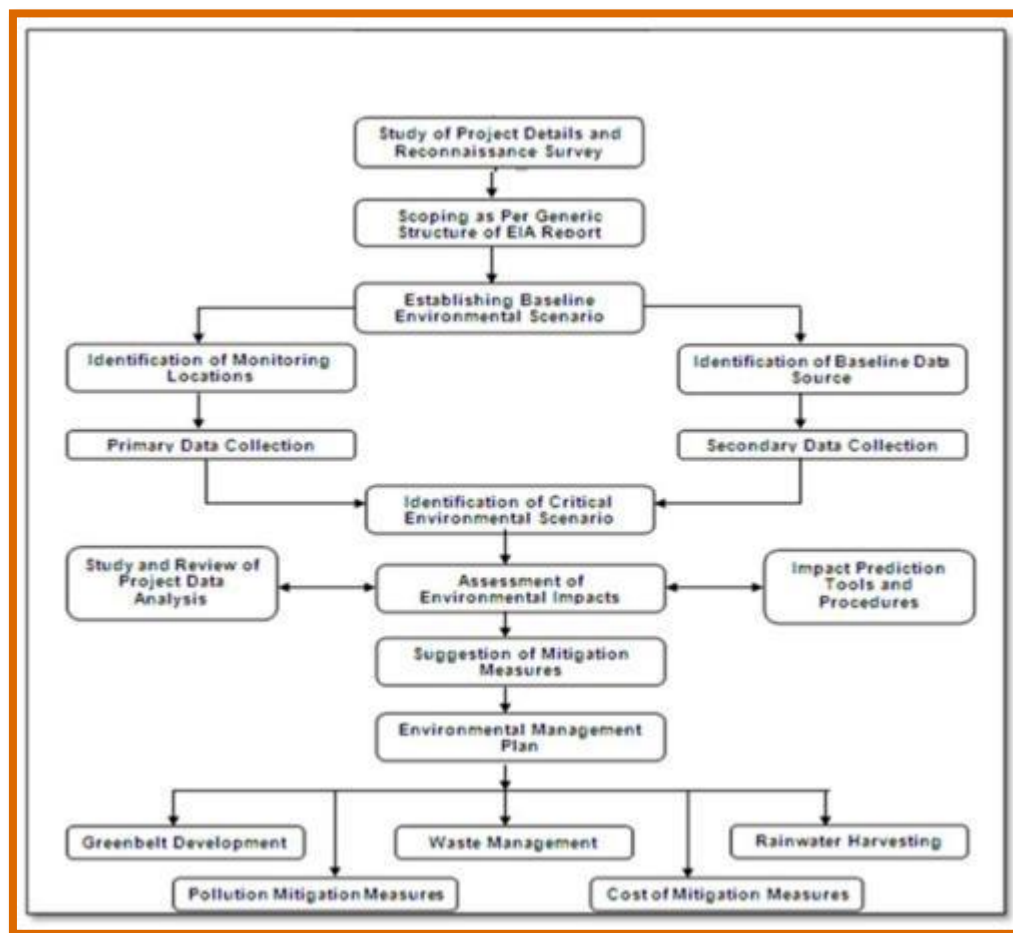 Study of Project Details and
Reconnaissance Survey
Scoping as Per Generic
Structure of EIA Report
Establishing Baseline
Environmental Scenario
Identification of Monitoring
Locations
Identification of Baseline Data
Source
Primary Data Collection
Secondary Data Collection
Identification of Critical
Environmental Scenario
Study and Review of
Project Data
Analysis
Assessment of
Environmental Impacts
Impact Prediction
Tools and
Procedures
Suggestion of Mitigation
Measures
Environmental Management
Plan
Greenbelt Development
Waste Management
Rainwater Harvesting
Pollution Mitigation Measures
Cost of Mitigation Measures